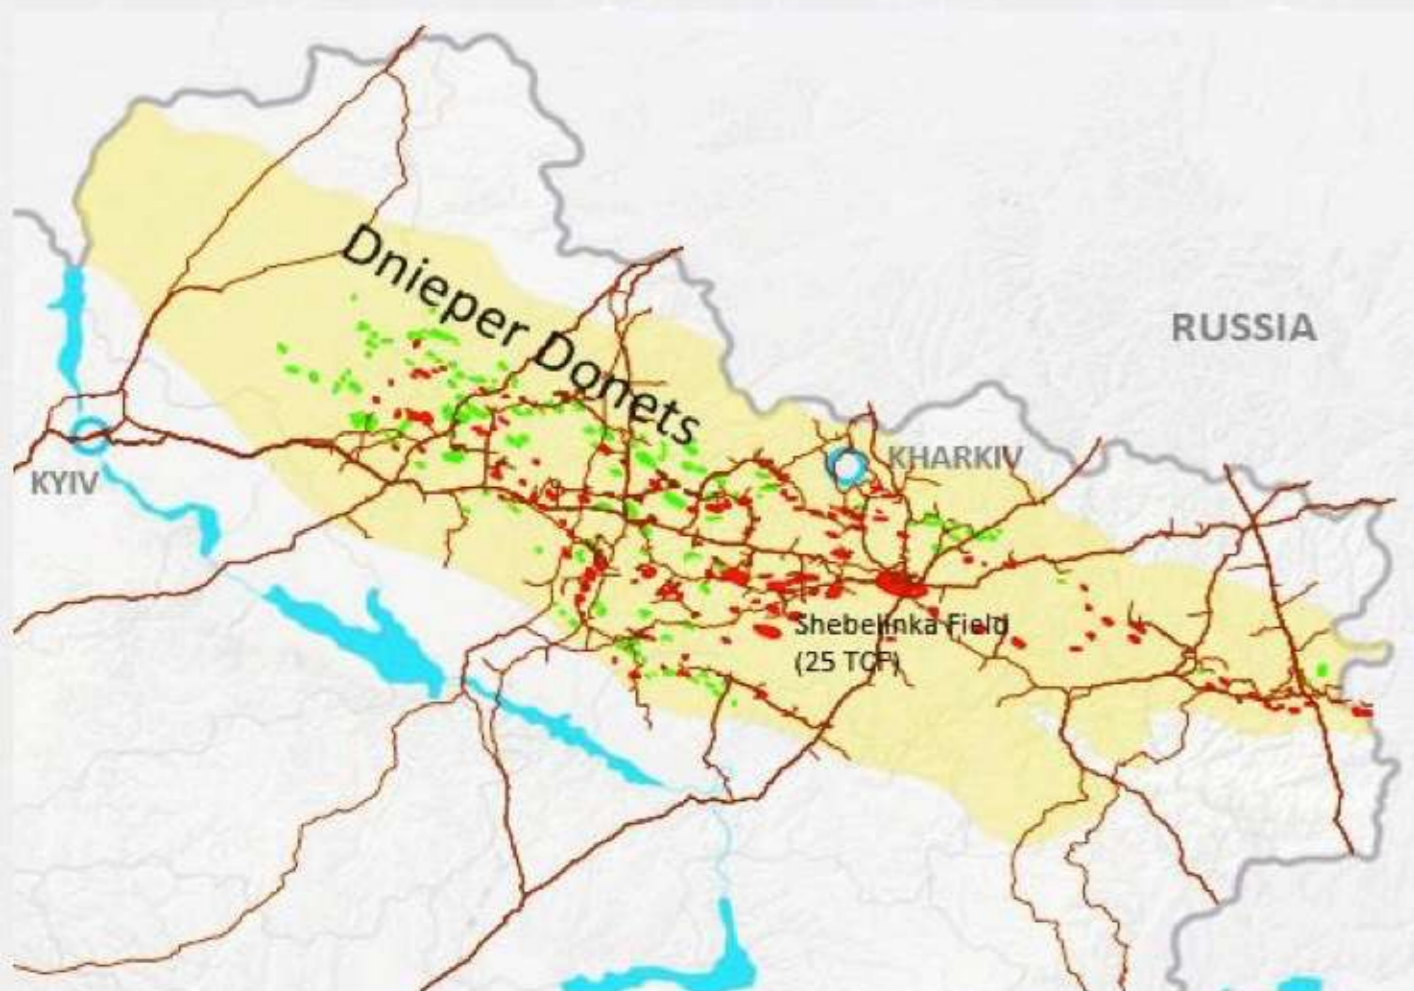 Dnieper Donets
RUSSIA
KYIV
KHARKIV
Shebelinka Field
(25 TCF)